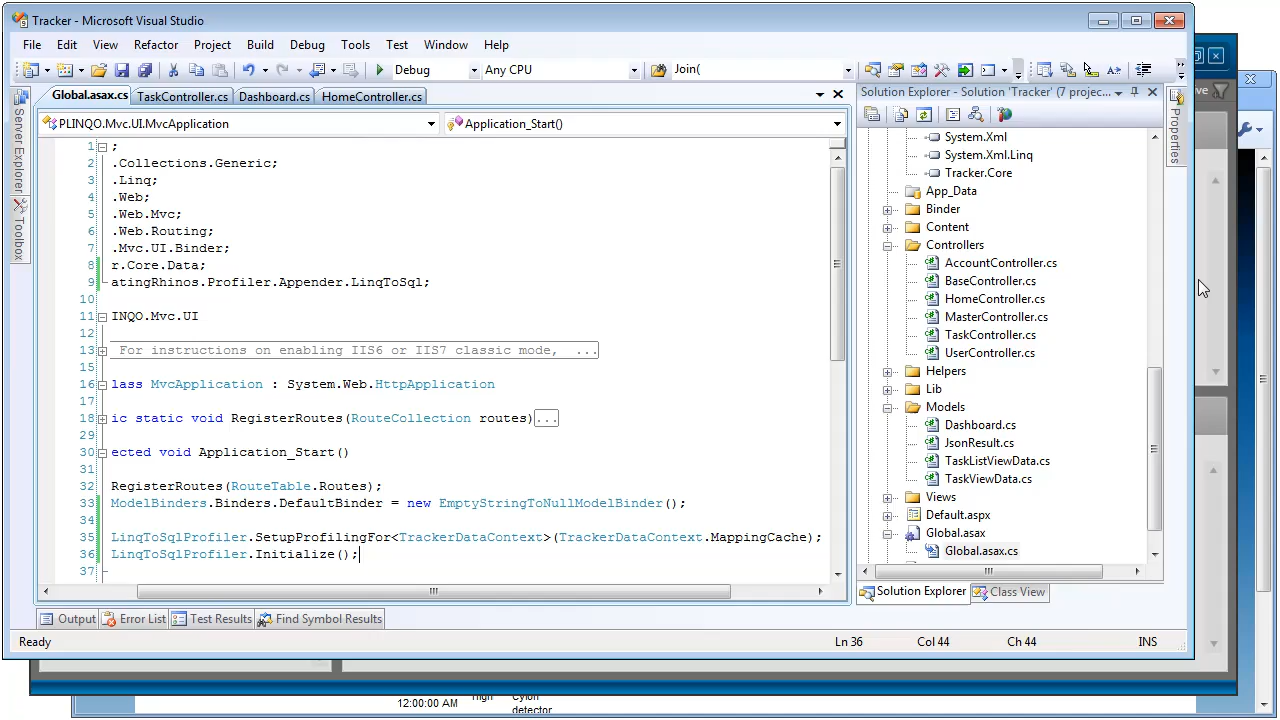 Tracker - Microsoft Visual Studio
File Edit View Refactor Project Build Debug Tools Test Window Help
Debug Any CPU Join(
Global.asax.cs TaskController.cs Dashboard.cs HomeController.cs
PLINQO.Mvc.UI.MvcApplication Application_Start()
1 ;
2 .Collections.Generic;
3 .Linq;
4 .Web;
5 .Web.Mvc;
6 .Web.Routing;
7 .Mvc.UI.Binder;
8 r.Core.Data;
9 atingRhinos.Profiler.Appender.LinqToSql;
10
11 INQO.Mvc.UI
12
13 For instructions on enabling IIS6 or IIS7 classic mode, ...
15
16 lass MvcApplication : System.Web.HttpApplication
17
18 ic static void RegisterRoutes(RouteCollection routes)...
29
30 ected void Application_Start()
31
32 RegisterRoutes(RouteTable.Routes);
33 ModelBinders.Binders.DefaultBinder = new EmptyStringToNullModelBinder();
34
35 LinqToSqlProfiler.SetupProfilingFor<TrackerDataContext>(TrackerDataContext.MappingCache);
36 LinqToSqlProfiler.Initialize();
37
Server Explorer
Toolbox
Solution Explorer - Solution 'Tracker' (7 projec...
System.Xml
System.Xml.Linq
Tracker.Core
App_Data
Binder
Content
Controllers
AccountController.cs
BaseController.cs
HomeController.cs
MasterController.cs
TaskController.cs
UserController.cs
Helpers
Lib
Models
Dashboard.cs
JsonResult.cs
TaskListViewData.cs
TaskViewData.cs
Views
Default.aspx
Global.asax
Global.asax.cs
Solution Explorer Class View
Properties
Output Error List Test Results Find Symbol Results
Ready Ln 36 Col 44 Ch 44 INS
ve
12:00:00 AM High Cylon
detector